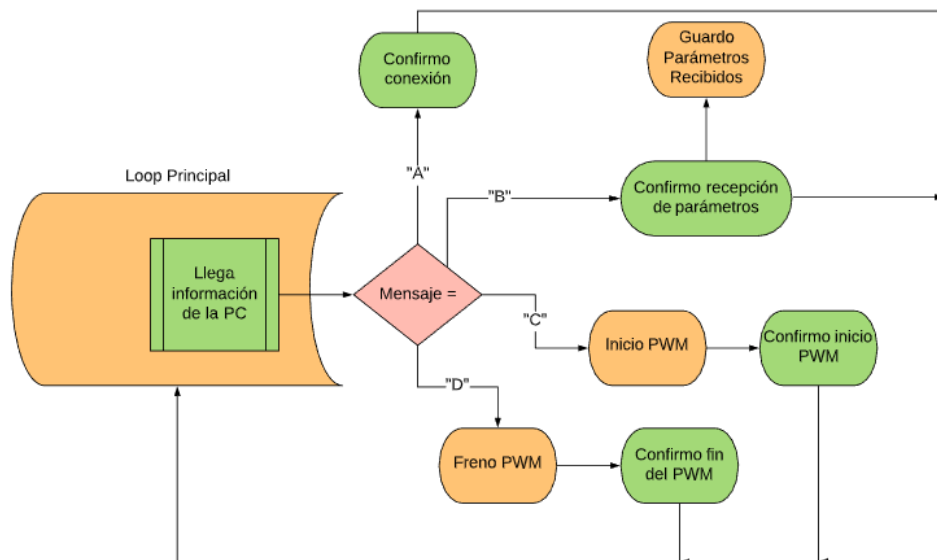 Confirmo
conexión
Guardo
Parámetros
Recibidos
"A"
Loop Principal
"B"
Confirmo recepción
de parámetros
Llega
información
de la PC
Mensaje =
"C"
Inicio PWM
Confirmo inicio
PWM
"D"
Freno PWM
Confirmo fin
del PWM